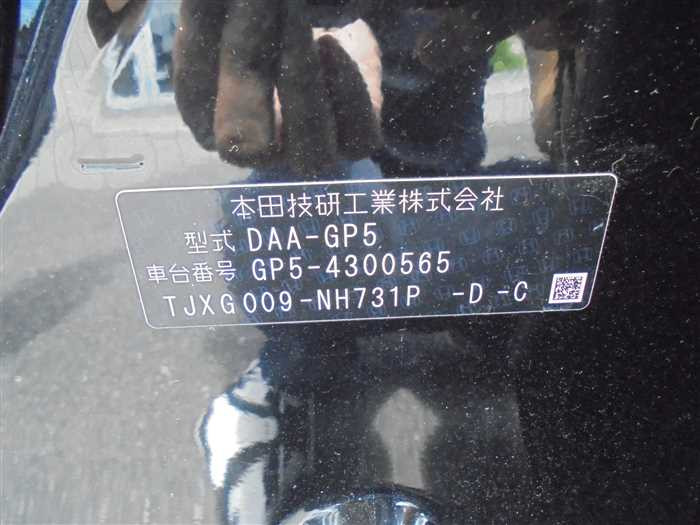 本田技研工業株式会社
型式 DAA-GP5
車台番号 GP5-4300565
TJXG009-NH731P -D-C